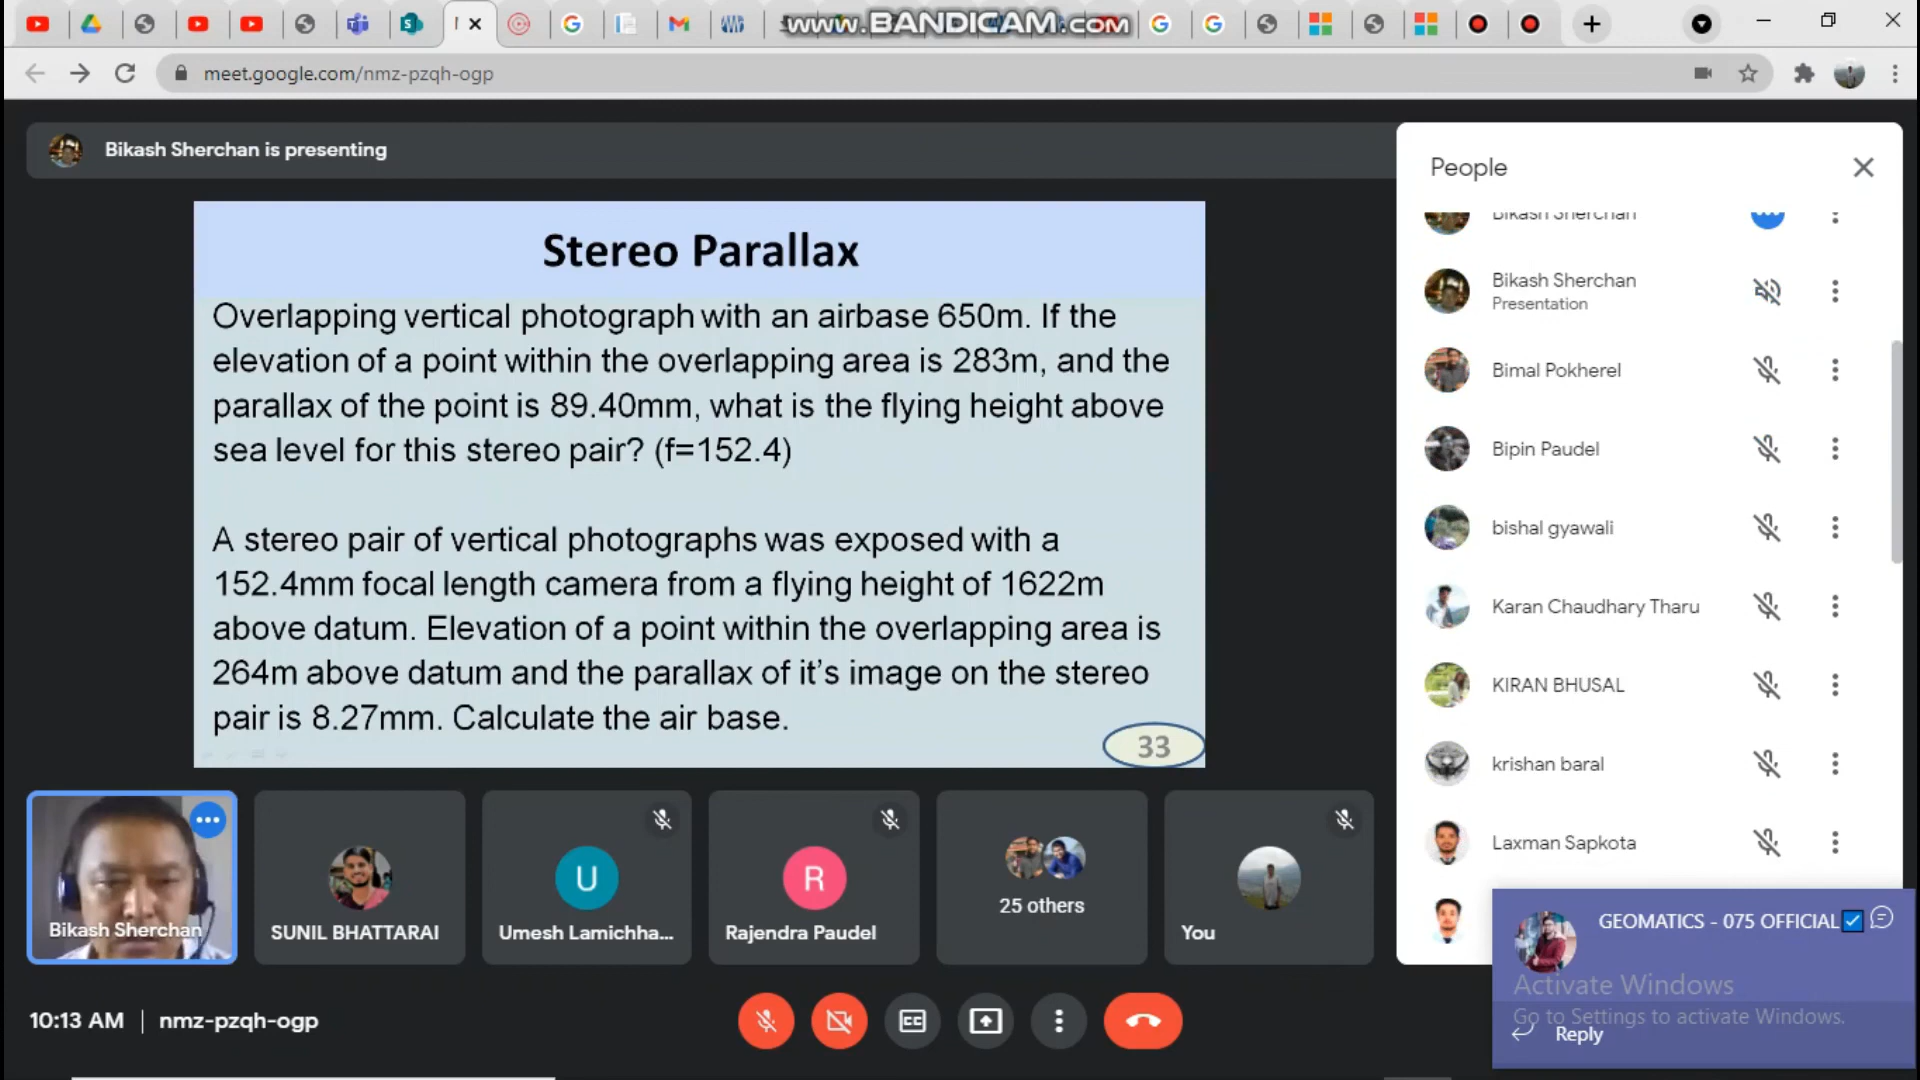 www.BANDICAM.com
meet.google.com/nmz-pzqh-ogp
Bikash Sherchan is presenting
People
Bikash Sherchan
Bikash Sherchan
Presentation
Bimal Pokherel
Bipin Paudel
bishal gyawali
Karan Chaudhary Tharu
KIRAN BHUSAL
krishan baral
Laxman Sapkota
Stereo Parallax
Overlapping vertical photograph with an airbase 650m. If the
elevation of a point within the overlapping area is 283m, and the
parallax of the point is 89.40mm, what is the flying height above
sea level for this stereo pair? (f=152.4)
A stereo pair of vertical photographs was exposed with a
152.4mm focal length camera from a flying height of 1622m
above datum. Elevation of a point within the overlapping area is
264m above datum and the parallax of it’s image on the stereo
pair is 8.27mm. Calculate the air base.
33
Bikash Sherchan
SUNIL BHATTARAI
U
Umesh Lamichha...
R
Rajendra Paudel
25 others
You
GEOMATICS - 075 OFFICIAL
Activate Windows
Go to Settings to activate Windows.
Reply
10:13 AM | nmz-pzqh-ogp
CC